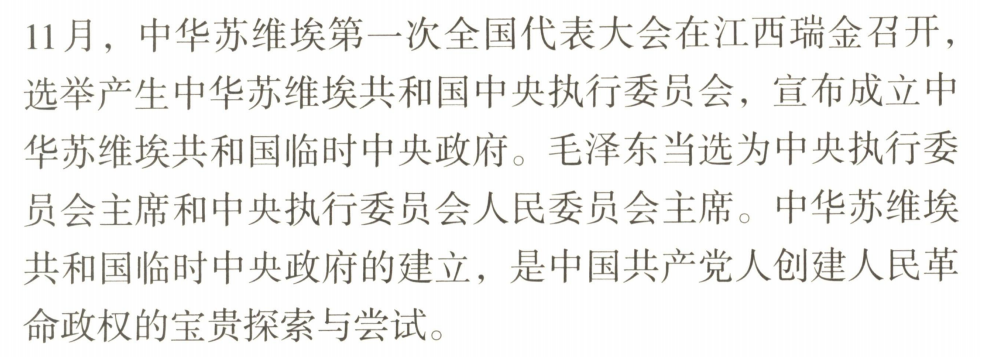 11月，中华苏维埃第一次全国代表大会在江西瑞金召开，
选举产生中华苏维埃共和国中央执行委员会，宣布成立中
华苏维埃共和国临时中央政府。毛泽东当选为中央执行委
员会主席和中央执行委员会人民委员会主席。中华苏维埃
共和国临时中央政府的建立，是中国共产党人创建人民革
命政权的宝贵探索与尝试。